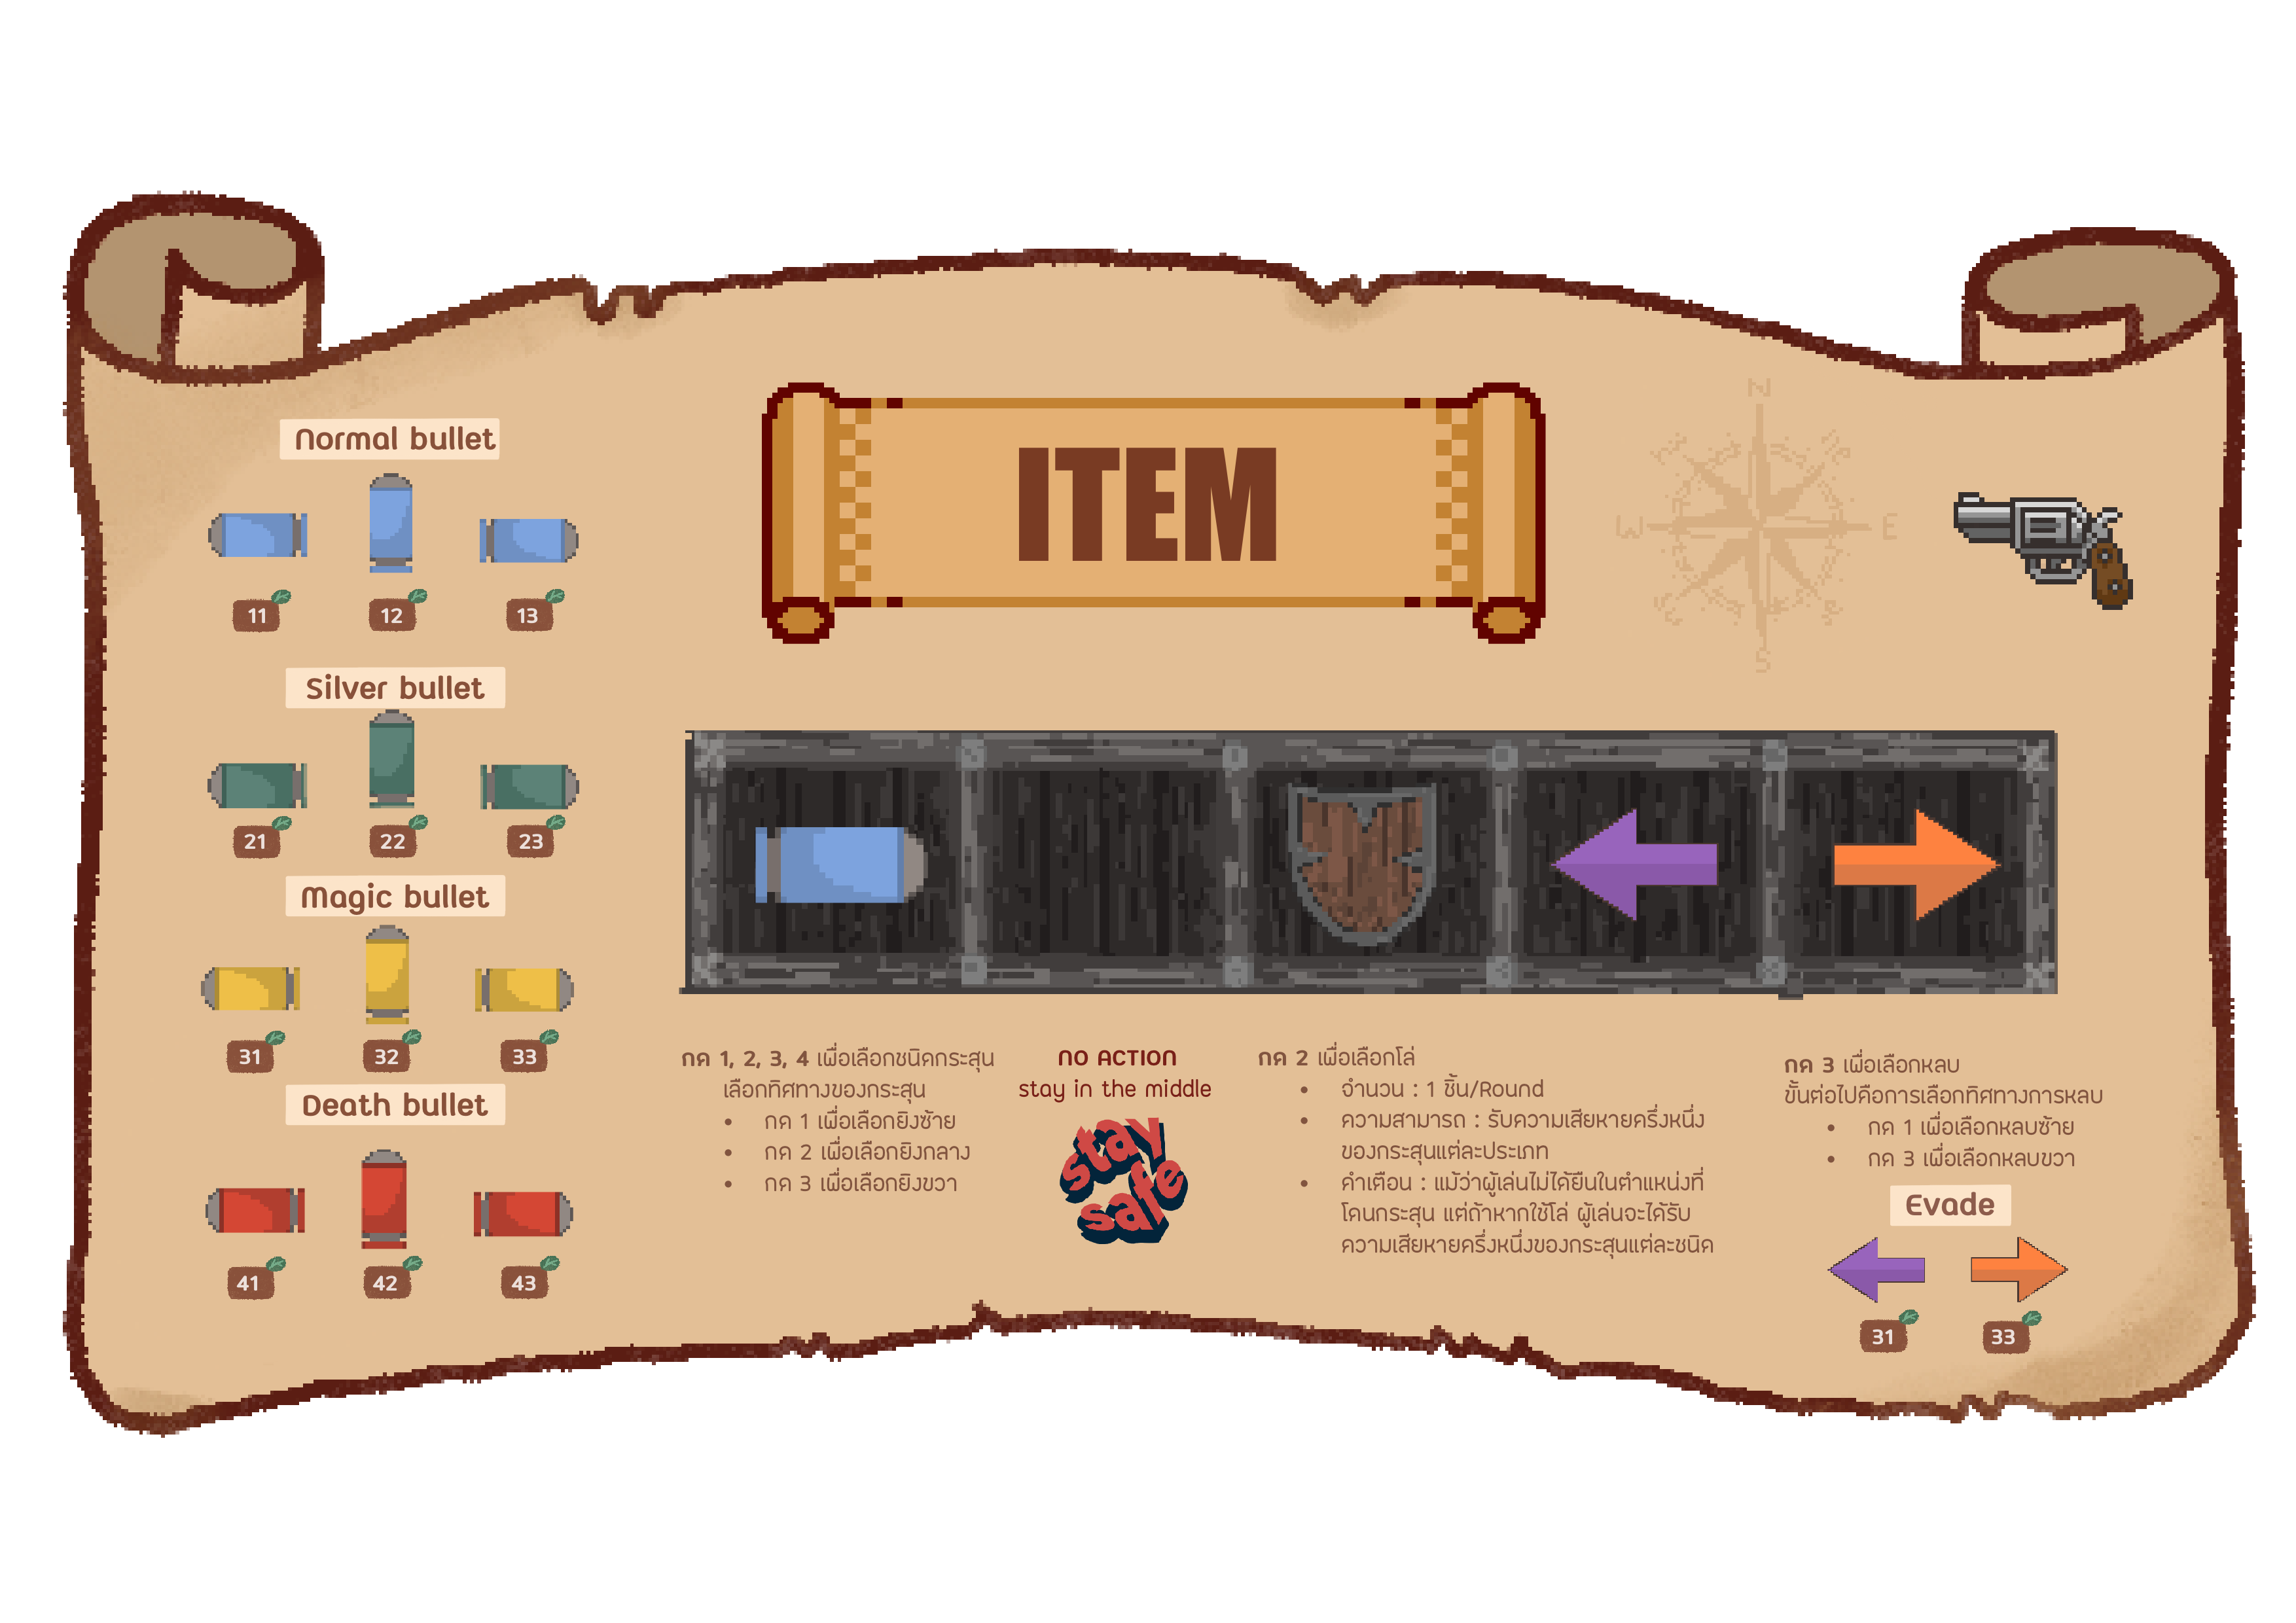 ITEM
N
W
E
S
Normal bullet
11
12
13
Silver bullet
21
22
23
Magic bullet
31
32
33
Death bullet
41
42
43
กด 1, 2, 3, 4 เพื่อเลือกชนิดกระสุน
เลือกทิศทางของกระสุน
• กด 1 เพื่อเลือกยิงซ้าย
• กด 2 เพื่อเลือกยิงกลาง
• กด 3 เพื่อเลือกยิงขวา
NO ACTION
stay in the middle
stay
safe
กด 2 เพื่อเลือกโล่
• จำนวน : 1 ชิ้น/Round
• ความสามารถ : รับความเสียหายครึ่งหนึ่ง
ของกระสุนแต่ละประเภท
• คำเตือน : แม้ว่าผู้เล่นไม่ได้ยืนในตำแหน่งที่
โดนกระสุน แต่ถ้าหากใช้โล่ ผู้เล่นจะได้รับ
ความเสียหายครึ่งหนึ่งของกระสุนแต่ละชนิด
กด 3 เพื่อเลือกหลบ
ขั้นต่อไปคือการเลือกทิศทางการหลบ
• กด 1 เพื่อเลือกหลบซ้าย
• กด 3 เพื่อเลือกหลบขวา
Evade
31
33